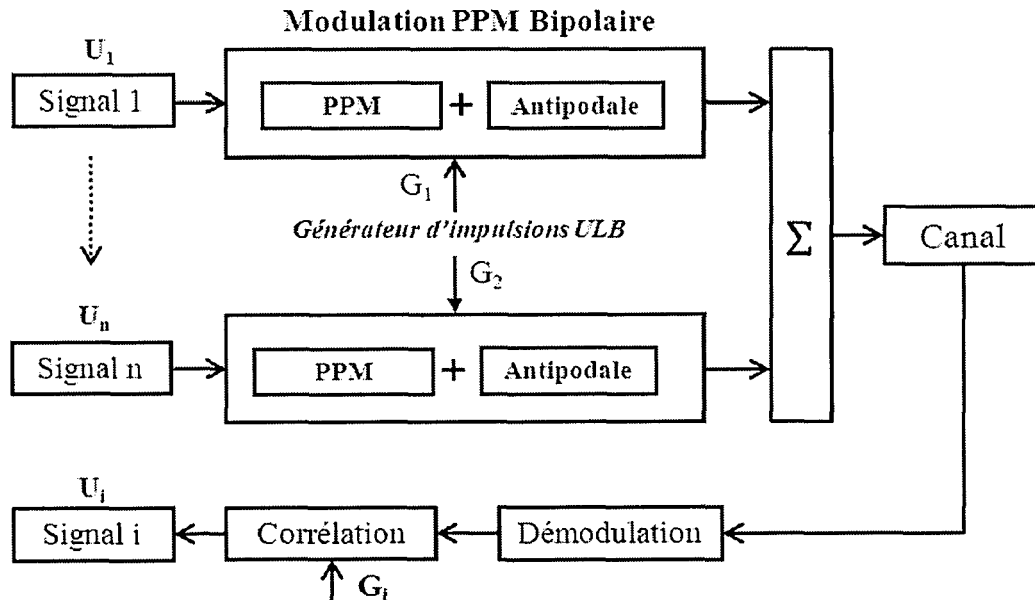 Modulation PPM Bipolaire
U₁
Signal 1
PPM + Antipodale
G₁
Générateur d'impulsions ULB
G₂
Σ
Canal
Uₙ
Signal n
PPM + Antipodale
Uᵢ
Signal i
Corrélation
Démodulation
Gᵢ